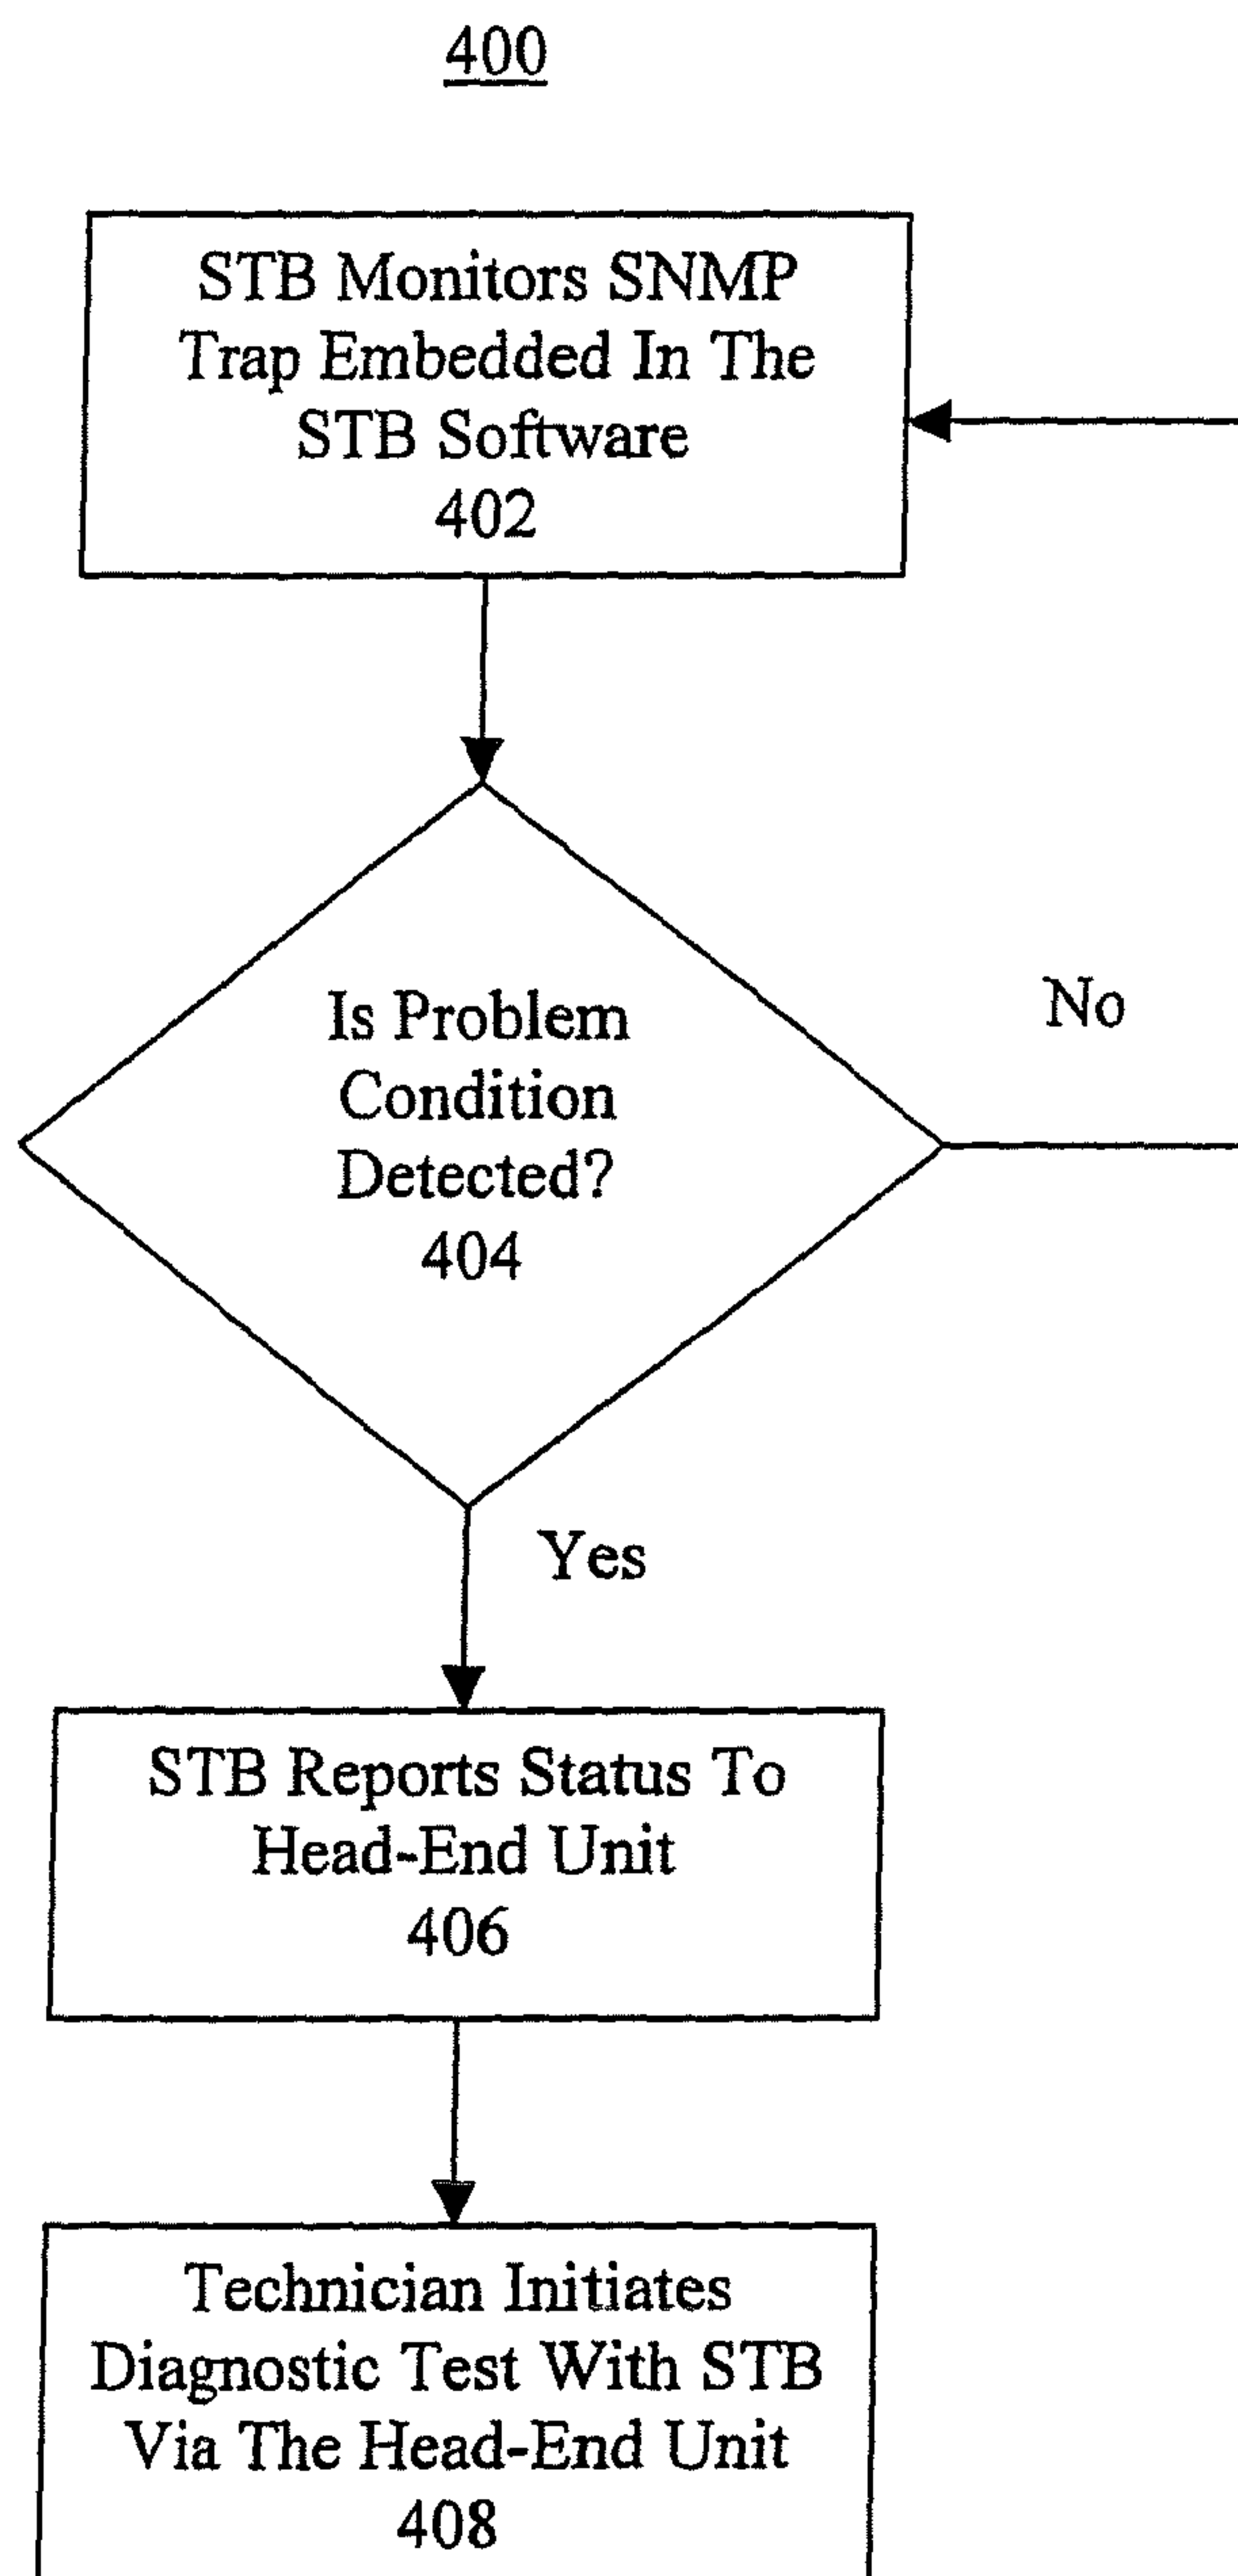 400
STB Monitors SNMP
Trap Embedded In The
STB Software
402
Is Problem
Condition
Detected?
404
No
Yes
STB Reports Status To
Head-End Unit
406
Technician Initiates
Diagnostic Test With STB
Via The Head-End Unit
408